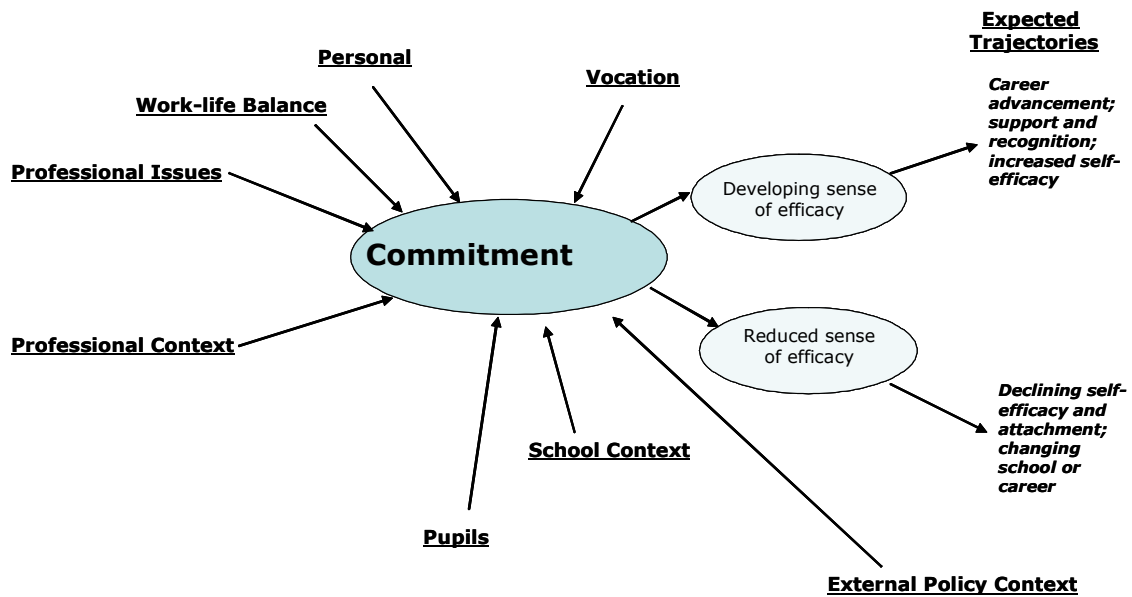 Expected
Trajectories
Personal
Vocation
Work-life Balance
Career
advancement;
support and
recognition;
increased self-
efficacy
Professional Issues
Developing sense
of efficacy
Commitment
Professional Context
Reduced sense
of efficacy
Declining self-
efficacy and
attachment;
changing
school or
career
School Context
Pupils
External Policy Context